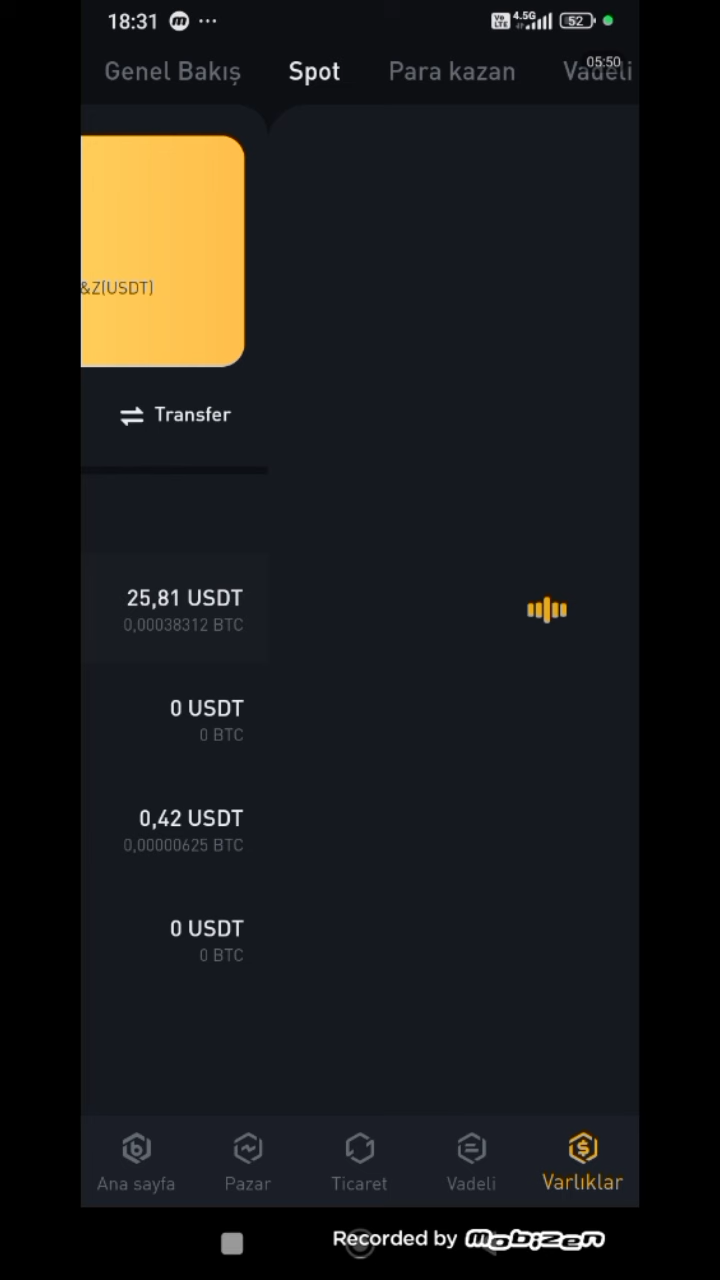 18:31
4.5G
52
Genel Bakış
Spot
Para kazan
Vadeli
05:50
&Z(USDT)
Transfer
25,81 USDT
0,00038312 BTC
0 USDT
0 BTC
0,42 USDT
0,00000625 BTC
0 USDT
0 BTC
Ana sayfa
Pazar
Ticaret
Vadeli
Varlıklar
Recorded by mobizen